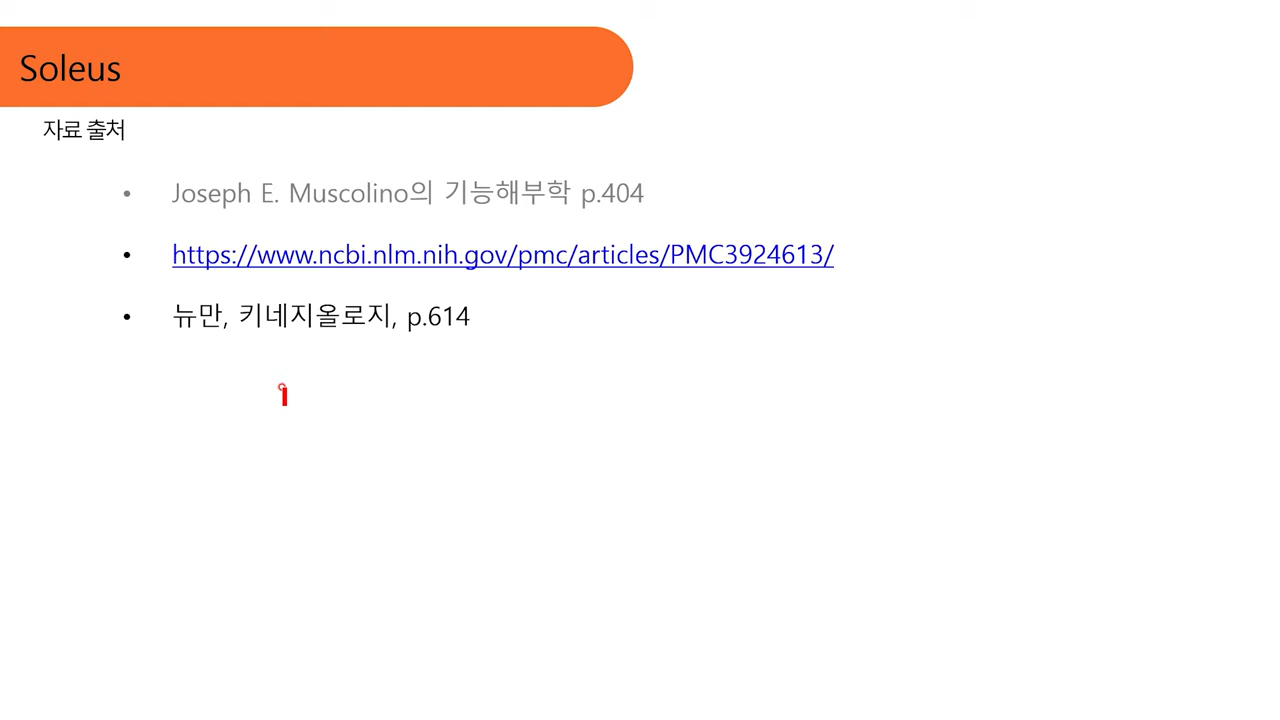 Soleus
자료 출처
• Joseph E. Muscolino의 기능해부학 p.404
• https://www.ncbi.nlm.nih.gov/pmc/articles/PMC3924613/
• 뉴만, 키네지올로지, p.614